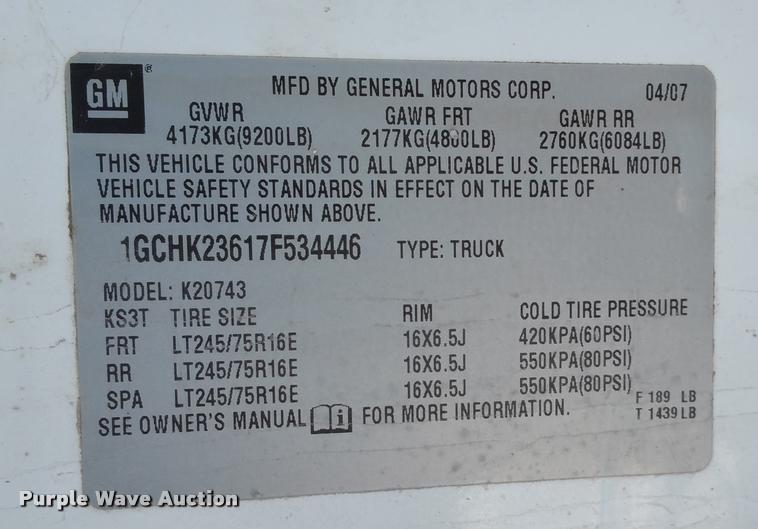 GM ® MFD BY GENERAL MOTORS CORP. 04/07
GVWR GAWR FRT GAWR RR
4173KG(9200LB) 2177KG(4800LB) 2760KG(6084LB)
THIS VEHICLE CONFORMS TO ALL APPLICABLE U.S. FEDERAL MOTOR
VEHICLE SAFETY STANDARDS IN EFFECT ON THE DATE OF
MANUFACTURE SHOWN ABOVE.
1GCHK23617F534446 TYPE: TRUCK
MODEL: K20743
KS3T TIRE SIZE RIM COLD TIRE PRESSURE
FRT LT245/75R16E 16X6.5J 420KPA(60PSI)
RR LT245/75R16E 16X6.5J 550KPA(80PSI)
SPA LT245/75R16E 16X6.5J 550KPA(80PSI)
SEE OWNER'S MANUAL i FOR MORE INFORMATION.
F 189 LB
T 1439 LB
Purple Wave Auction